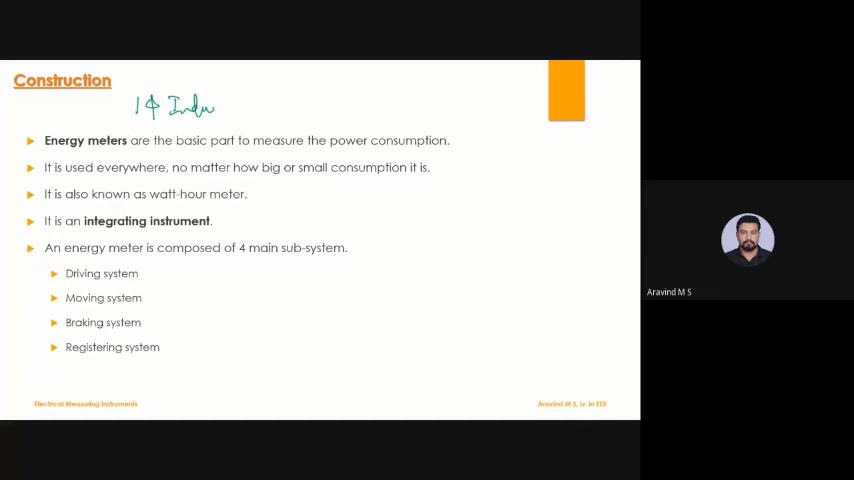 Construction
1ϕ Indu
Energy meters are the basic part to measure the power consumption.
It is used everywhere, no matter how big or small consumption it is.
It is also known as watt-hour meter.
It is an integrating instrument.
An energy meter is composed of 4 main sub-system.
Driving system
Moving system
Braking system
Registering system
Electrical Measuring Instruments
Aravind M S, Lr. in EEE
Aravind M S